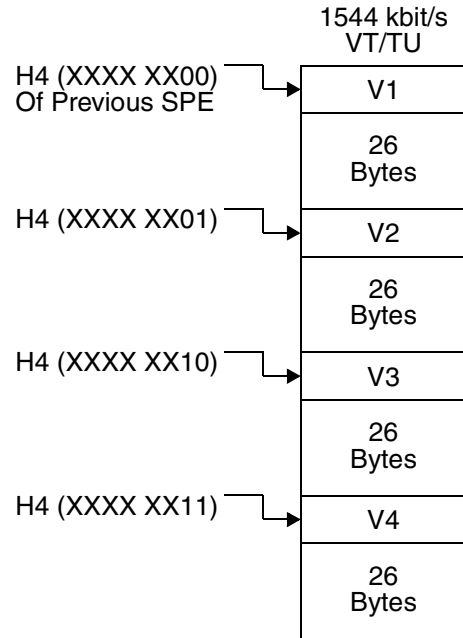 1544 kbit/s
VT/TU
H4 (XXXX XX00)
Of Previous SPE
V1
26
Bytes
H4 (XXXX XX01)
V2
26
Bytes
H4 (XXXX XX10)
V3
26
Bytes
H4 (XXXX XX11)
V4
26
Bytes